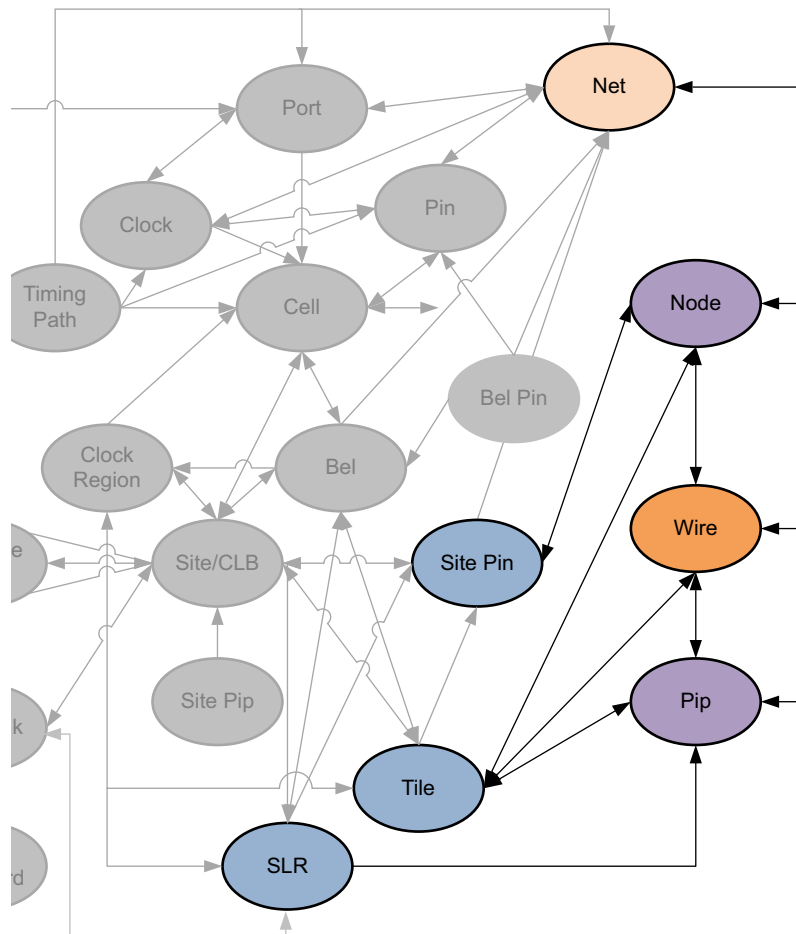 Net
Port
Pin
Clock
Timing
Path
Cell
Node
Bel Pin
Clock
Region
Bel
Wire
e
Site/CLB
Site Pin
Site Pip
Pip
k
Tile
SLR
rd